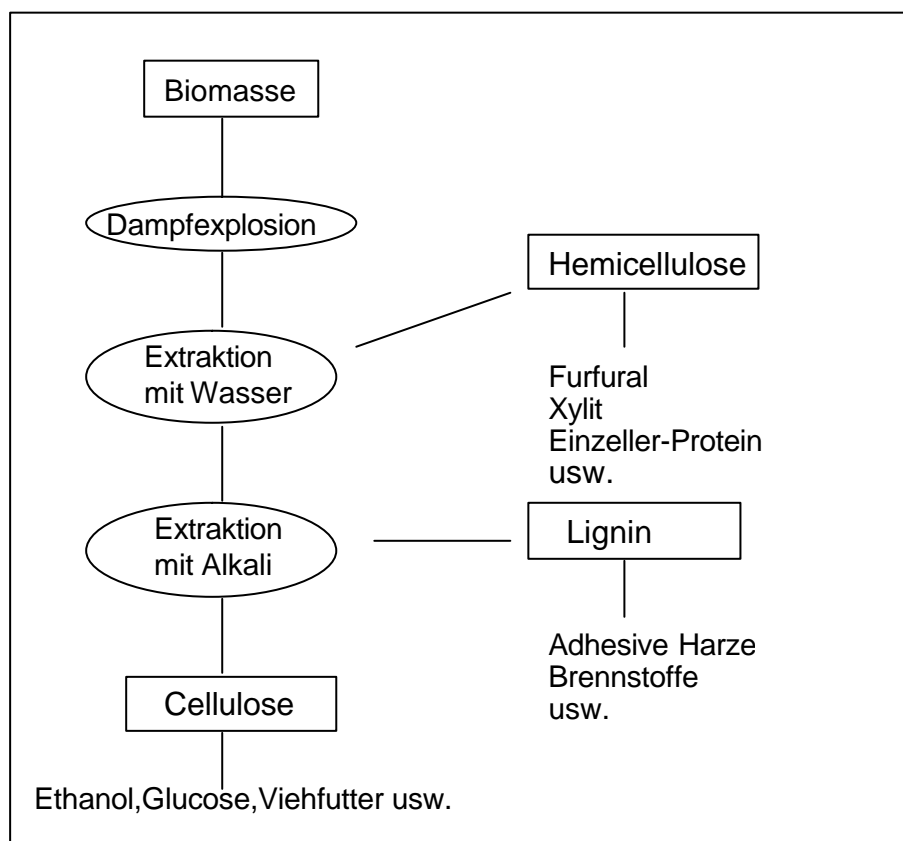 Biomasse
Dampfexplosion
Hemicellulose
Extraktion
mit Wasser
Furfural
Xylit
Einzeller-Protein
usw.
Extraktion
mit Alkali
Lignin
Adhesive Harze
Brennstoffe
usw.
Cellulose
Ethanol,Glucose,Viehfutter usw.